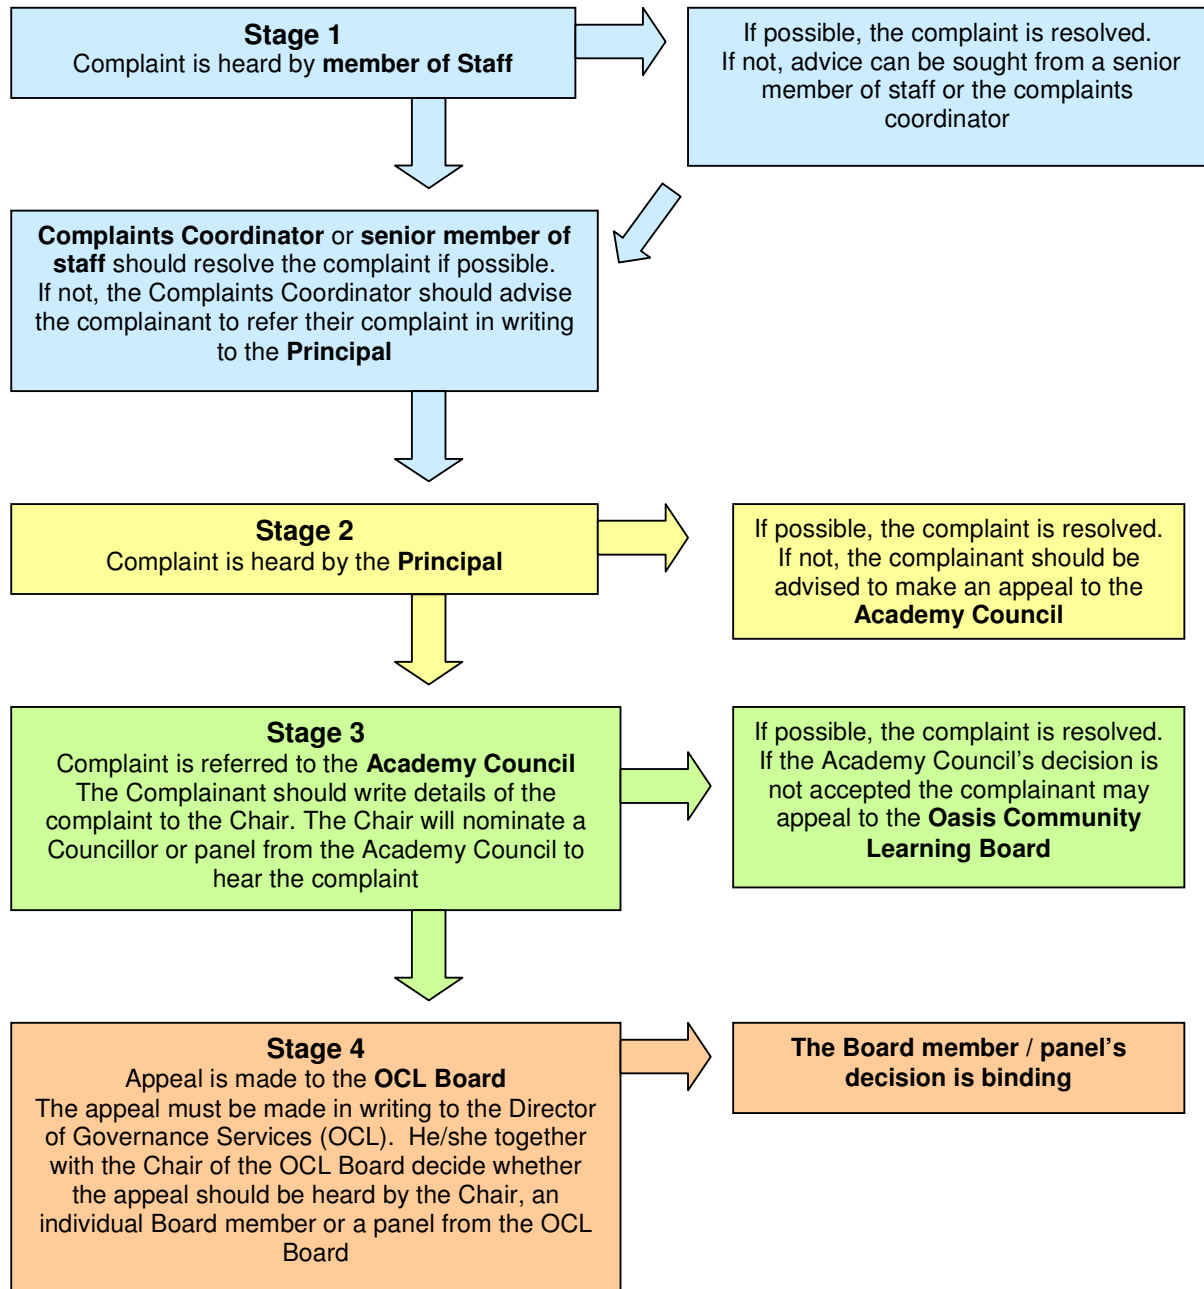 Stage 1
Complaint is heard by member of Staff
If possible, the complaint is resolved.
If not, advice can be sought from a senior
member of staff or the complaints
coordinator
Complaints Coordinator or senior member of
staff should resolve the complaint if possible.
If not, the Complaints Coordinator should advise
the complainant to refer their complaint in writing
to the Principal
Stage 2
Complaint is heard by the Principal
If possible, the complaint is resolved.
If not, the complainant should be
advised to make an appeal to the
Academy Council
Stage 3
Complaint is referred to the Academy Council
The Complainant should write details of the
complaint to the Chair. The Chair will nominate a
Councillor or panel from the Academy Council to
hear the complaint
If possible, the complaint is resolved.
If the Academy Council’s decision is
not accepted the complainant may
appeal to the Oasis Community
Learning Board
Stage 4
Appeal is made to the OCL Board
The appeal must be made in writing to the Director
of Governance Services (OCL).  He/she together
with the Chair of the OCL Board decide whether
the appeal should be heard by the Chair, an
individual Board member or a panel from the OCL
Board
The Board member / panel’s
decision is binding